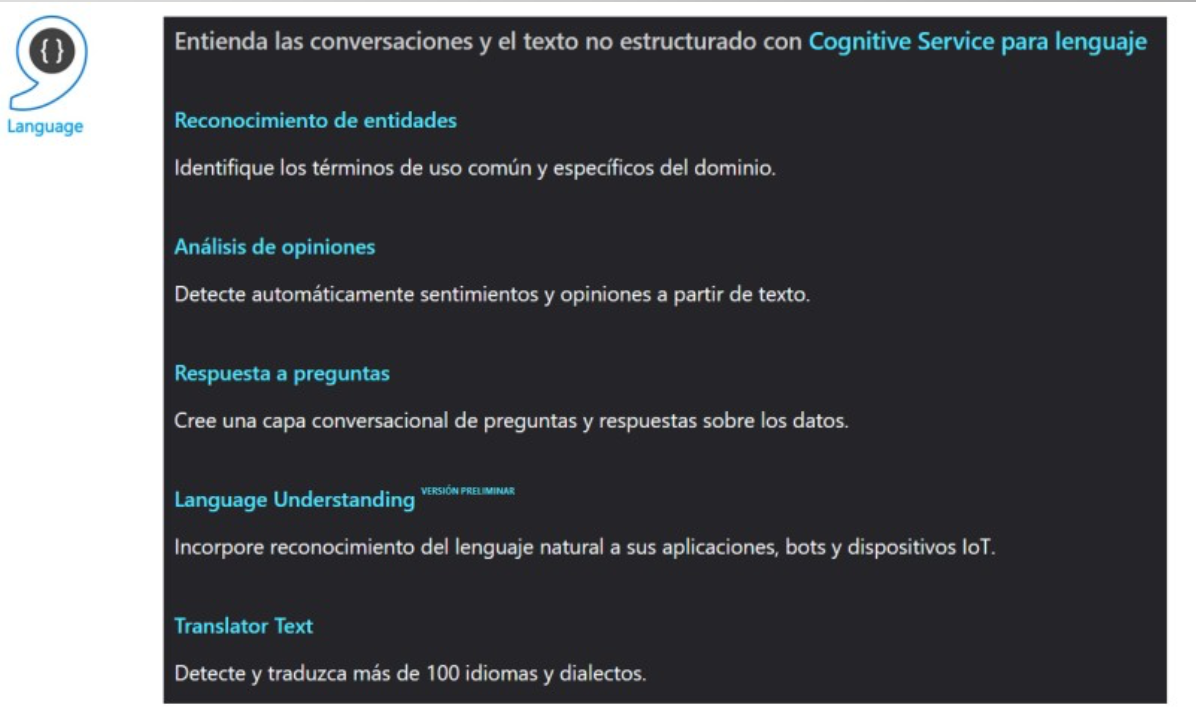 { }
Language
Entienda las conversaciones y el texto no estructurado con Cognitive Service para lenguaje
Reconocimiento de entidades
Identifique los términos de uso común y específicos del dominio.
Análisis de opiniones
Detecte automáticamente sentimientos y opiniones a partir de texto.
Respuesta a preguntas
Cree una capa conversacional de preguntas y respuestas sobre los datos.
Language Understanding VERSIÓN PRELIMINAR
Incorpore reconocimiento del lenguaje natural a sus aplicaciones, bots y dispositivos IoT.
Translator Text
Detecte y traduzca más de 100 idiomas y dialectos.